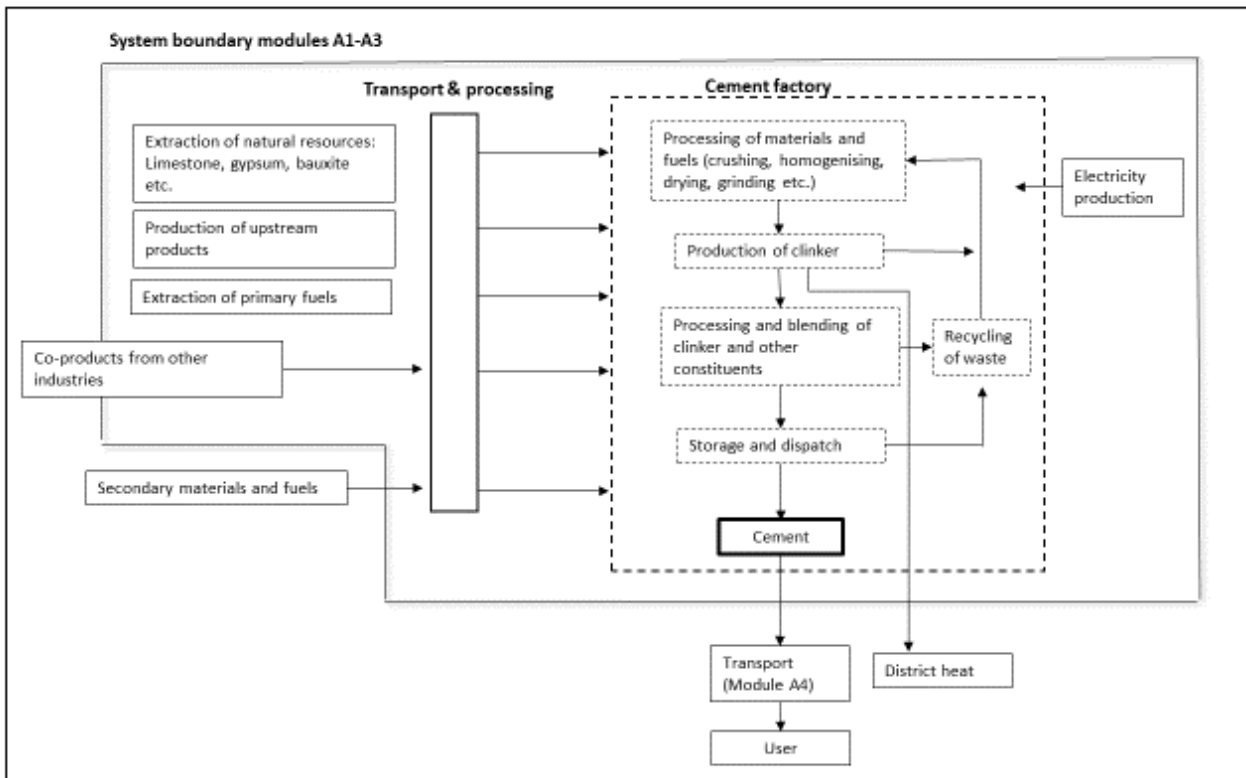 System boundary modules A1-A3
Transport & processing
Cement factory
Extraction of natural resources:
Limestone, gypsum, bauxite
etc.
Production of upstream
products
Extraction of primary fuels
Co-products from other
industries
Secondary materials and fuels
Processing of materials and
fuels (crushing, homogenising,
drying, grinding etc.)
Production of clinker
Processing and blending of
clinker and other
constituents
Storage and dispatch
Cement
Recycling
of waste
Electricity
production
Transport
(Module A4)
District heat
User